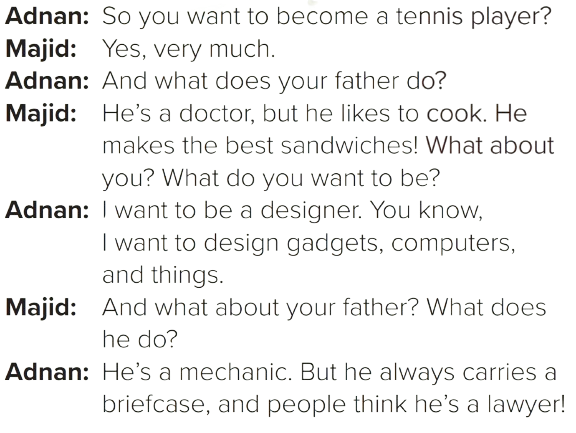 Adnan: So you want to become a tennis player?
Majid: Yes, very much.
Adnan: And what does your father do?
Majid: He's a doctor, but he likes to cook. He
makes the best sandwiches! What about
you? What do you want to be?
Adnan: I want to be a designer. You know,
I want to design gadgets, computers,
and things.
Majid: And what about your father? What does
he do?
Adnan: He's a mechanic. But he always carries a
briefcase, and people think he's a lawyer!